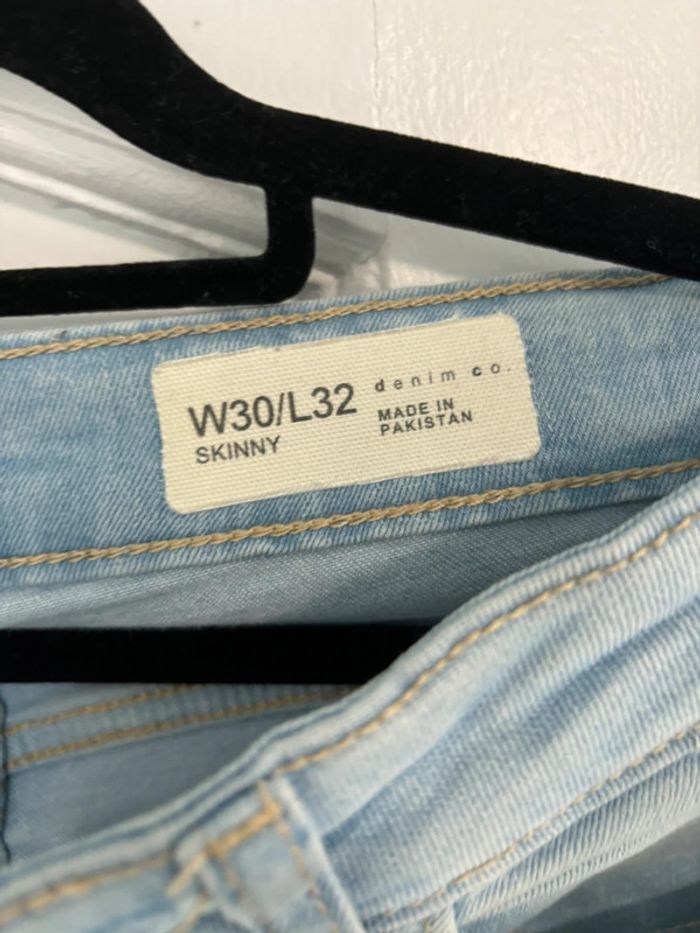 W30/L32
SKINNY
denim co.
MADE IN
PAKISTAN